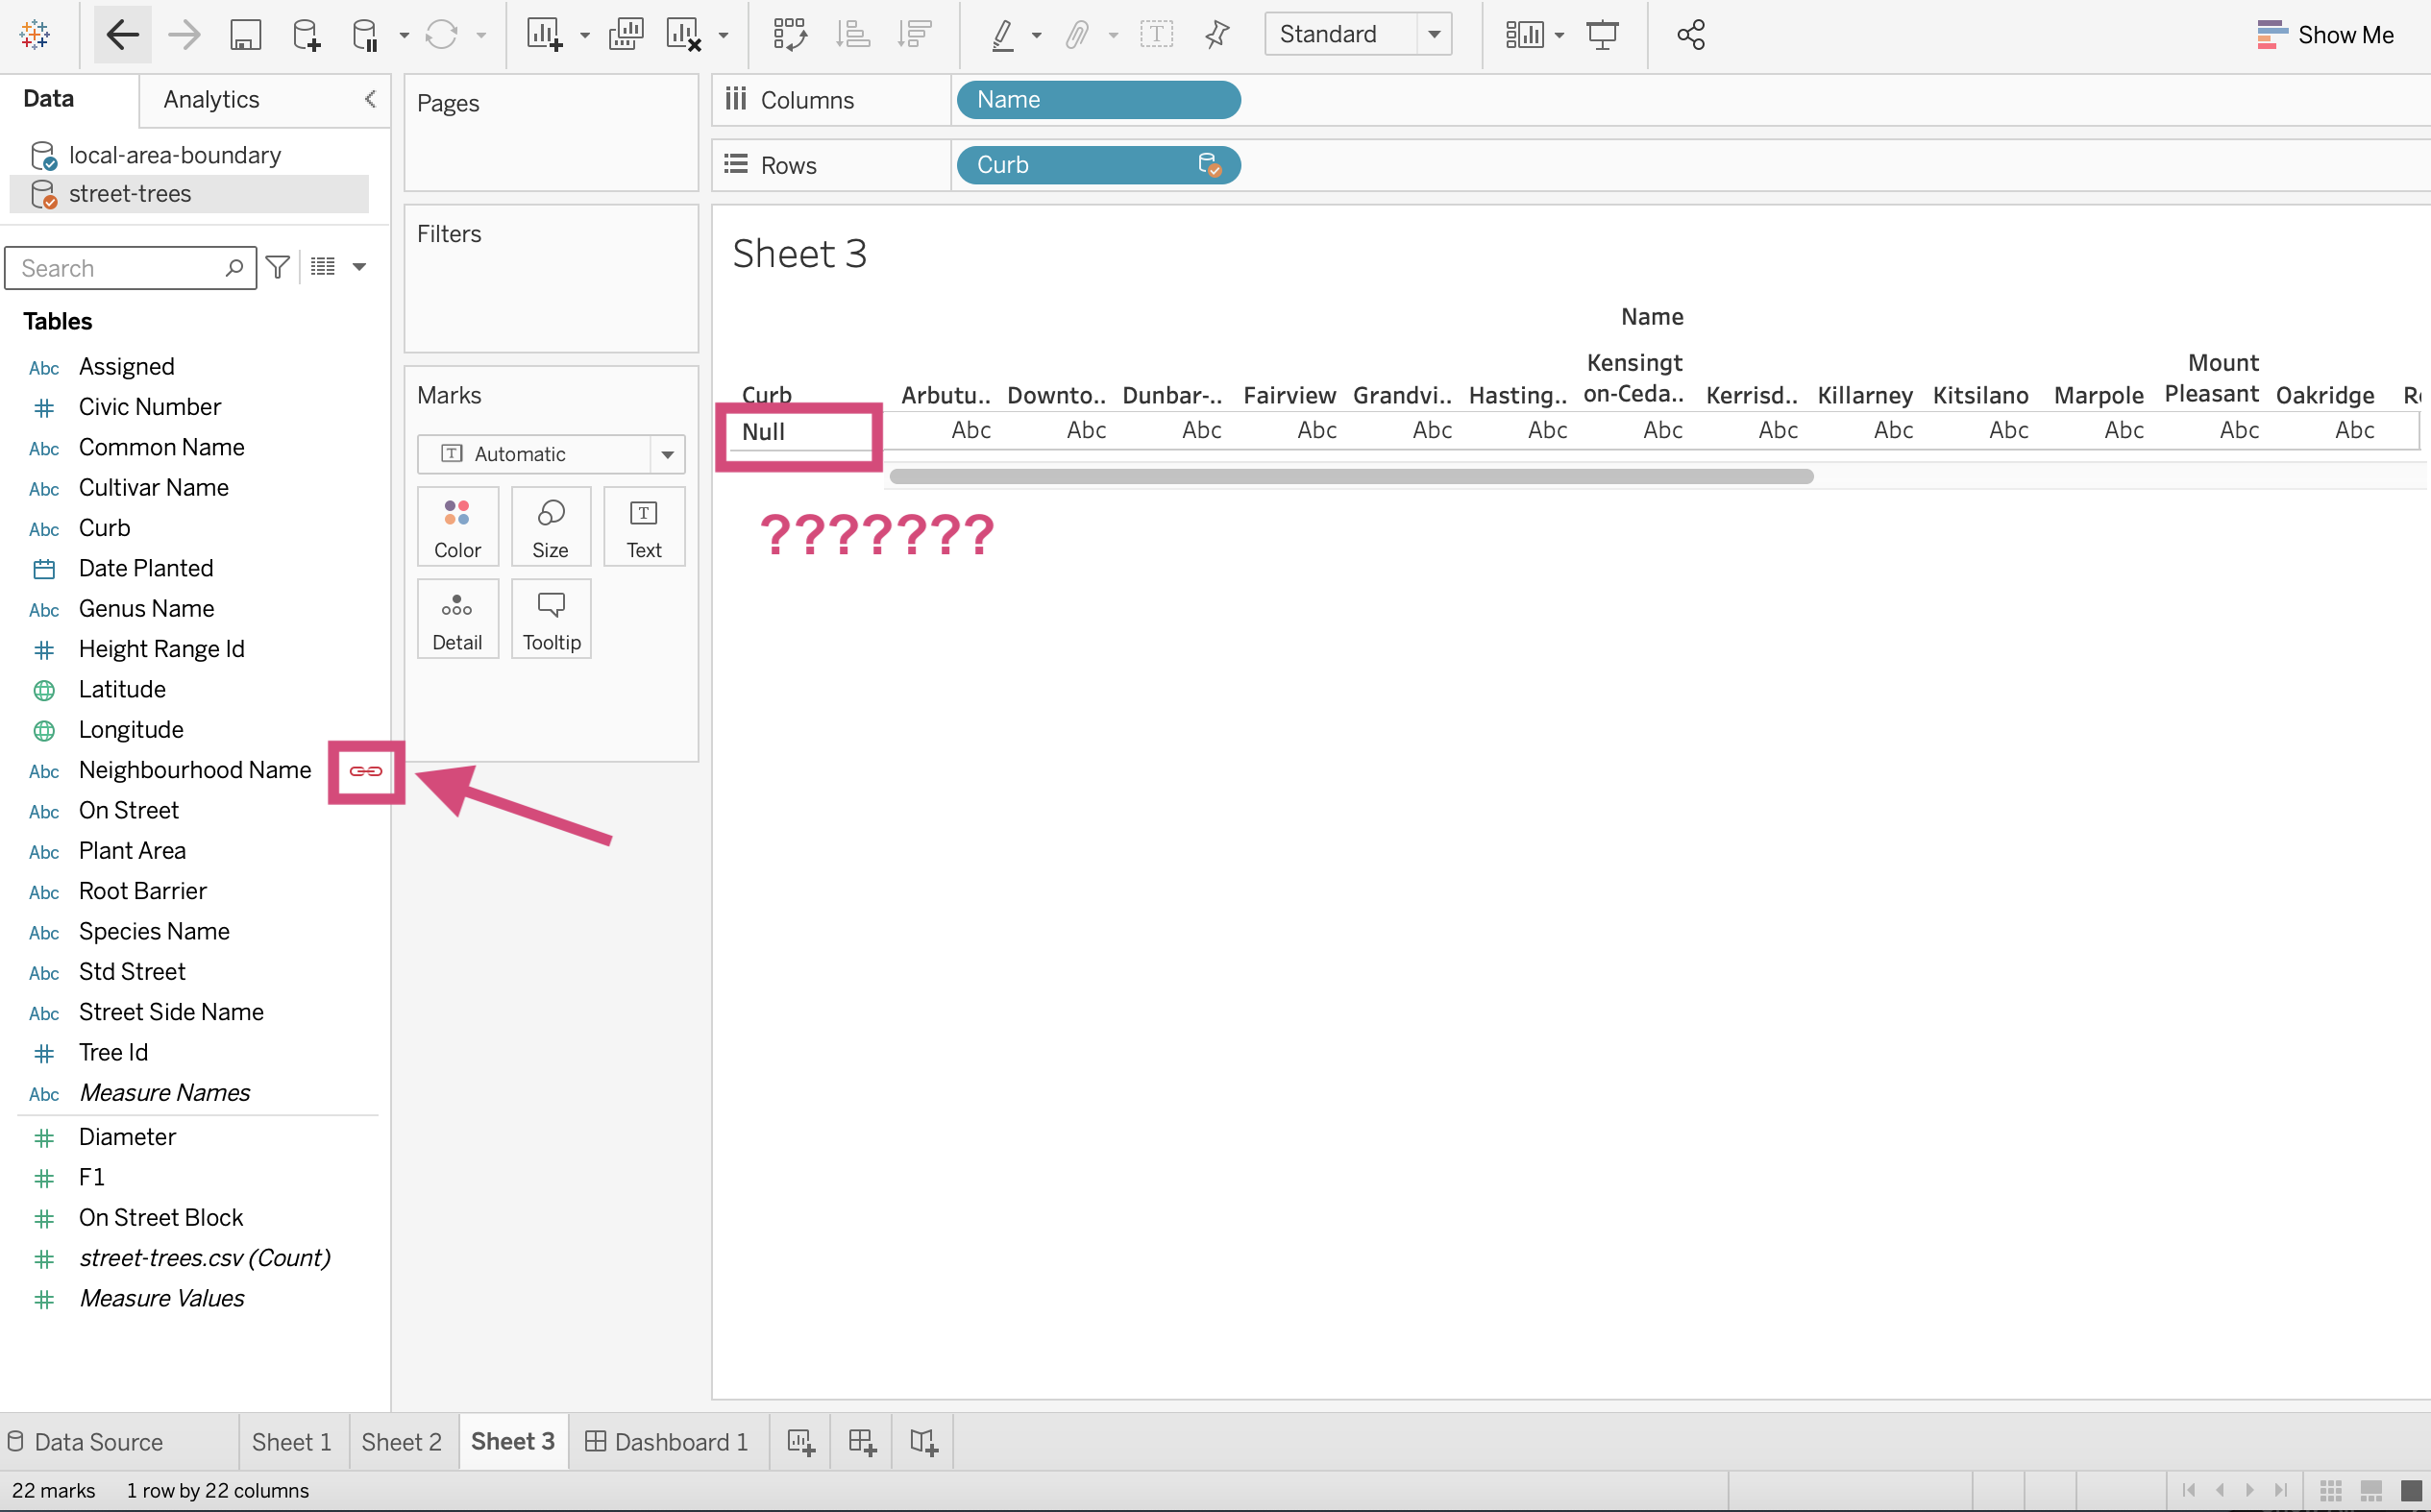 Standard
Show Me
Data
Analytics
local-area-boundary
street-trees
Search
Tables
Abc Assigned
Civic Number
Abc Common Name
Abc Cultivar Name
Abc Curb
Date Planted
Abc Genus Name
Height Range Id
Latitude
Longitude
Abc Neighbourhood Name
Abc On Street
Abc Plant Area
Abc Root Barrier
Abc Species Name
Abc Std Street
Abc Street Side Name
Tree Id
Abc Measure Names
Diameter
F1
On Street Block
street-trees.csv (Count)
Measure Values
Pages
Filters
Marks
T Automatic
Color Size T Text
Detail Tooltip
Columns Name
Rows Curb
Sheet 3
Name
Curb Arbutu.. Downto.. Dunbar-.. Fairview Grandvi.. Hasting.. Kensingt
on-Ceda.. Kerrisd.. Killarney Kitsilano Marpole Mount
Pleasant Oakridge
Null Abc Abc Abc Abc Abc Abc Abc Abc Abc Abc Abc Abc Abc
???????
Data Source Sheet 1 Sheet 2 Sheet 3 Dashboard 1
22 marks 1 row by 22 columns